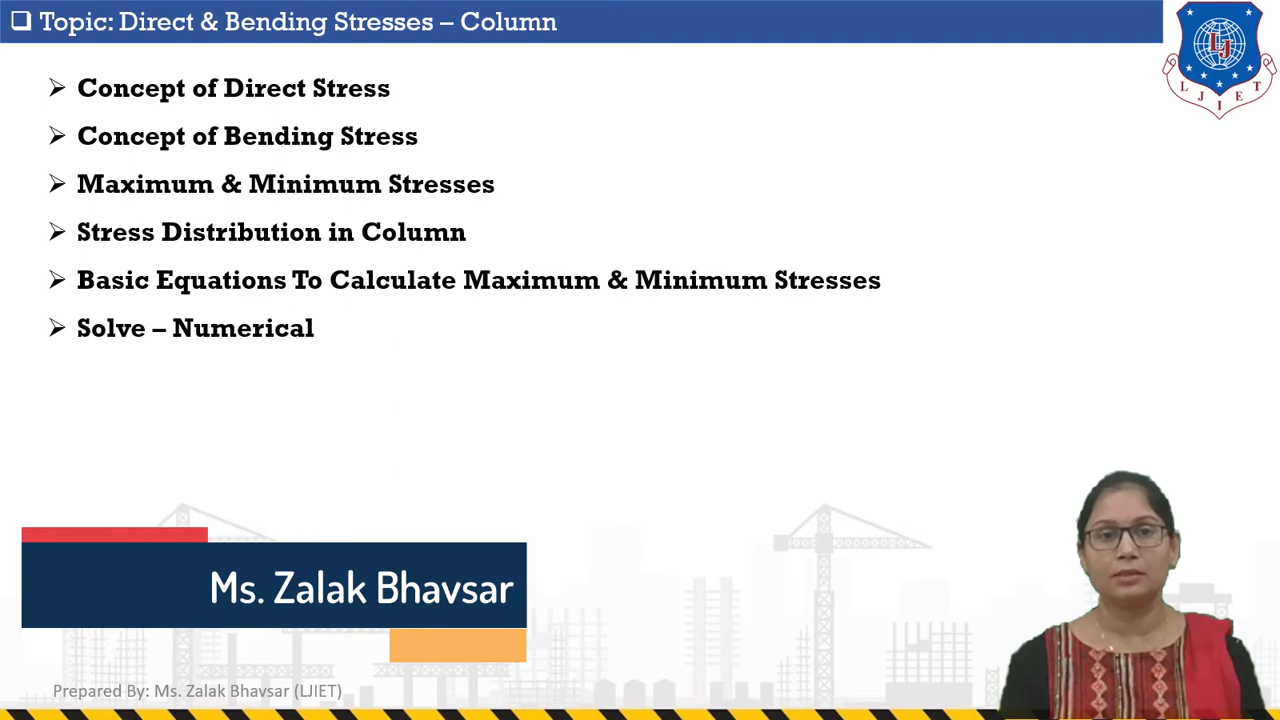 ❑ Topic: Direct & Bending Stresses – Column
➢ Concept of Direct Stress
➢ Concept of Bending Stress
➢ Maximum & Minimum Stresses
➢ Stress Distribution in Column
➢ Basic Equations To Calculate Maximum & Minimum Stresses
➢ Solve – Numerical
LJ
L J I E T
Ms. Zalak Bhavsar
Prepared By: Ms. Zalak Bhavsar (LJIET)